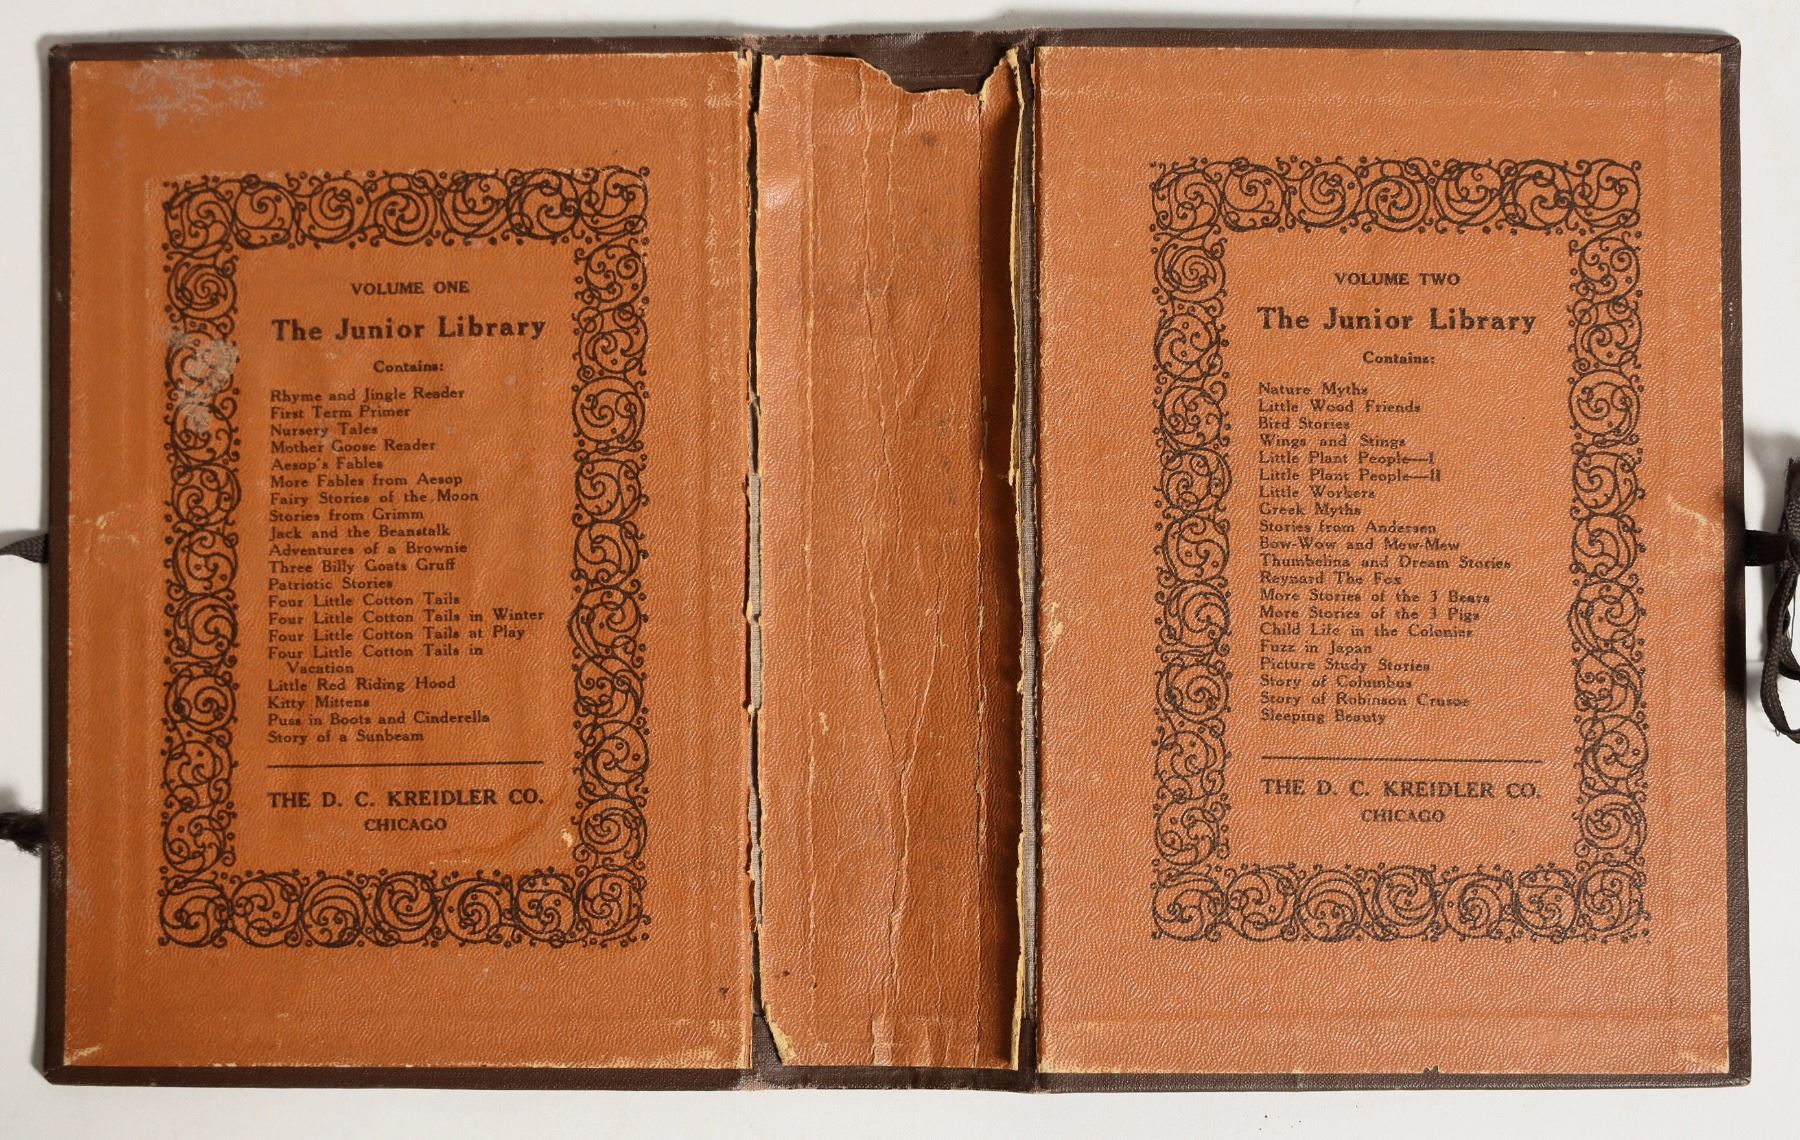 VOLUME ONE
The Junior Library
Contains:
Rhyme and Jingle Reader
First Term Primer
Nursery Tales
Mother Goose Reader
Aesop's Fables
More Fables from Aesop
Fairy Stories of the Moon
Stories from Grimm
Jack and the Beanstalk
Adventures of a Brownie
Three Billy Goats Gruff
Patriotic Stories
Four Little Cotton Tails
Four Little Cotton Tails in Winter
Four Little Cotton Tails at Play
Four Little Cotton Tails in
Vacation
Little Red Riding Hood
Kitty Mittens
Puss in Boots and Cinderella
Story of a Sunbeam
THE D. C. KREIDLER CO.
CHICAGO
VOLUME TWO
The Junior Library
Contains:
Nature Myths
Little Wood Friends
Bird Stories
Wings and Stings
Little Plant People—I
Little Plant People—II
Little Workers
Greek Myths
Stories from Andersen
Bow-Wow and Mew-Mew
Thumbelina and Dream Stories
Reynard The Fox
More Stories of the 3 Bears
More Stories of the 3 Pigs
Child Life in the Colonies
Fuzz in Japan
Picture Study Stories
Story of Columbus
Story of Robinson Crusoe
Sleeping Beauty
THE D. C. KREIDLER CO.
CHICAGO